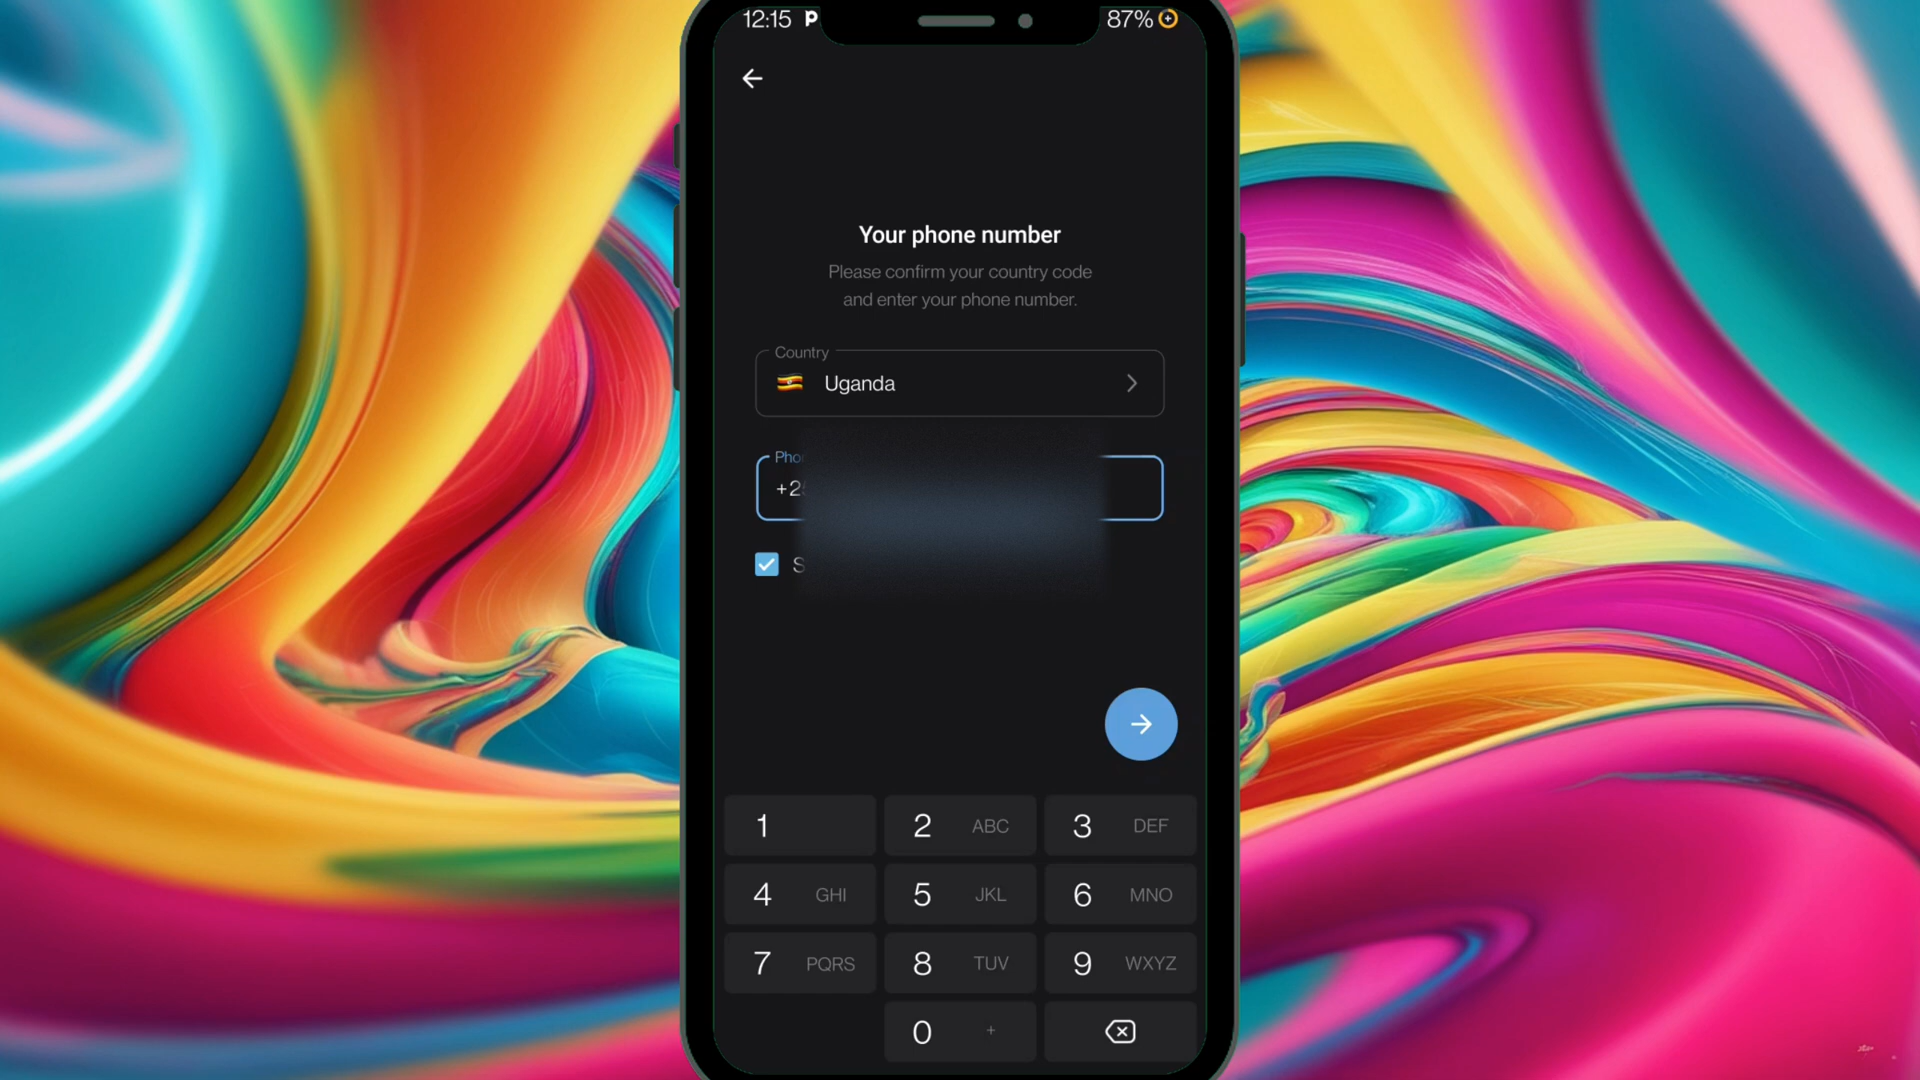 12:15 P 87%
Your phone number
Please confirm your country code
and enter your phone number.
Country
Uganda
+2
1
2 ABC
3 DEF
4 GHI
5 JKL
6 MNO
7 PQRS
8 TUV
9 WXYZ
0 +